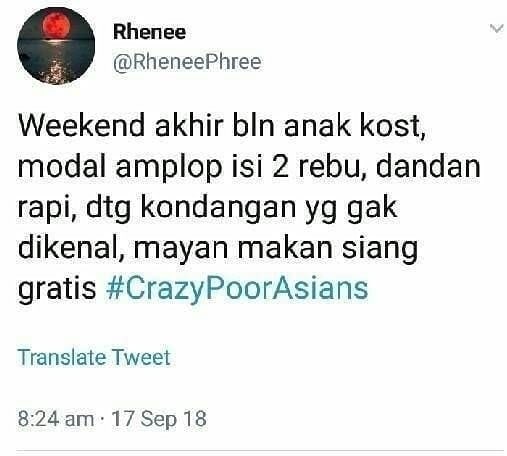 Rhenee
@RheneePhree
Weekend akhir bln anak kost,
modal amplop isi 2 rebu, dandan
rapi, dtg kondangan yg gak
dikenal, mayan makan siang
gratis #CrazyPoorAsians
Translate Tweet
8:24 am · 17 Sep 18